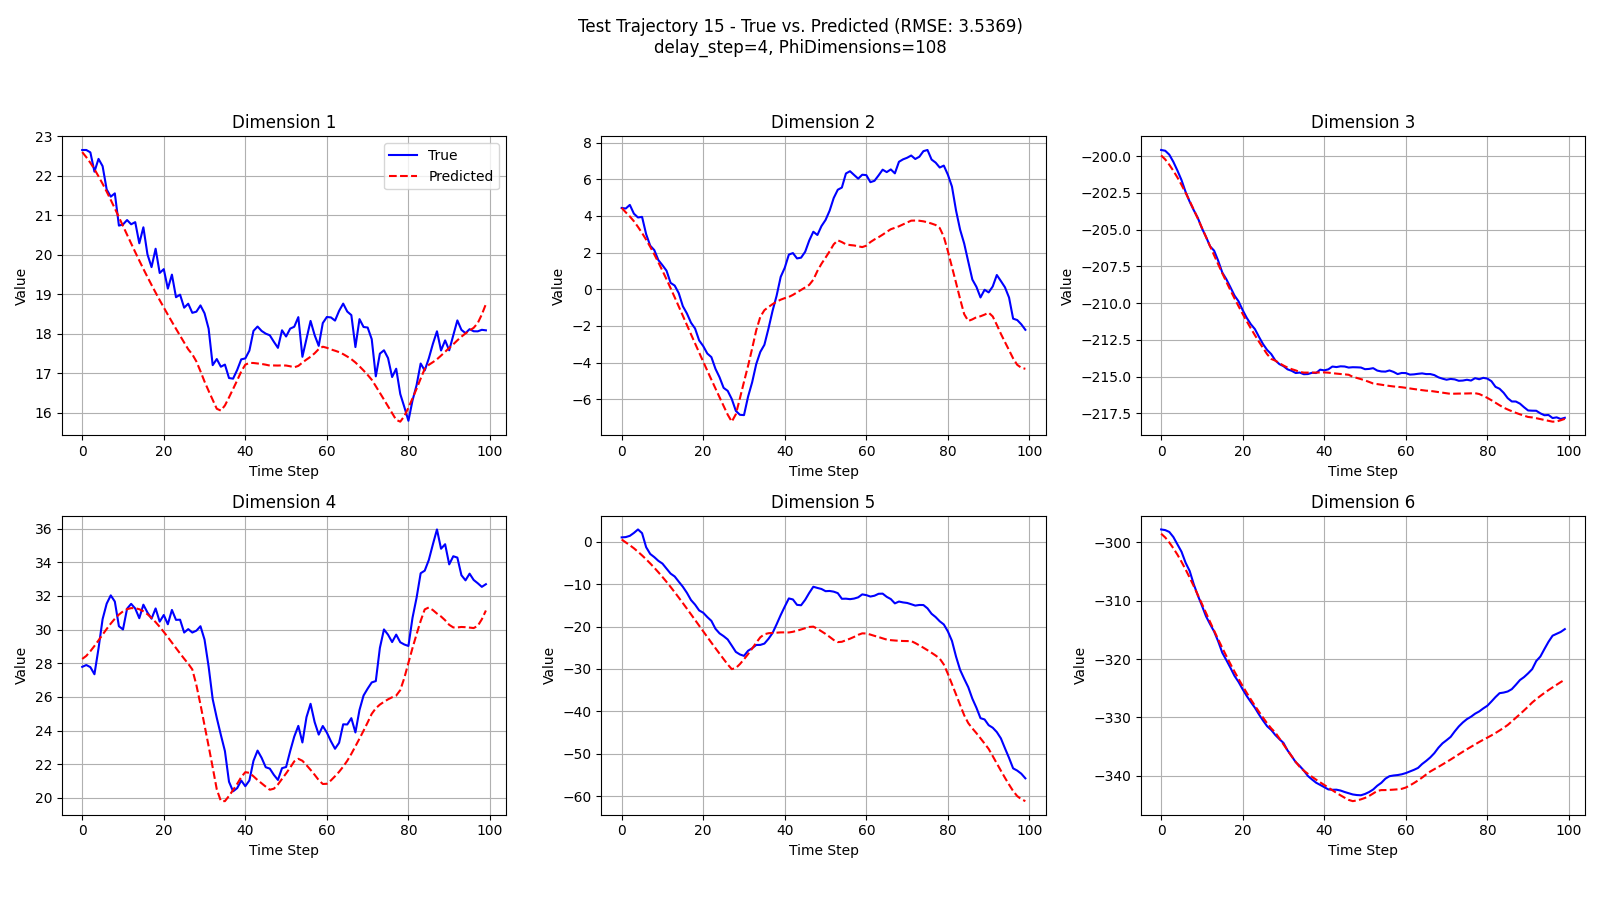 Test Trajectory 15 - True vs. Predicted (RMSE: 3.5369)
delay_step=4, PhiDimensions=108
Dimension 1
23
22
21
20
19
18
17
16
Value
0 20 40 60 80 100
Time Step
True
Predicted
Dimension 2
8
6
4
2
0
−2
−4
−6
Value
0 20 40 60 80 100
Time Step
Dimension 3
−200.0
−202.5
−205.0
−207.5
−210.0
−212.5
−215.0
−217.5
Value
0 20 40 60 80 100
Time Step
Dimension 4
36
34
32
30
28
26
24
22
20
Value
0 20 40 60 80 100
Time Step
Dimension 5
0
−10
−20
−30
−40
−50
−60
Value
0 20 40 60 80 100
Time Step
Dimension 6
−300
−310
−320
−330
−340
Value
0 20 40 60 80 100
Time Step